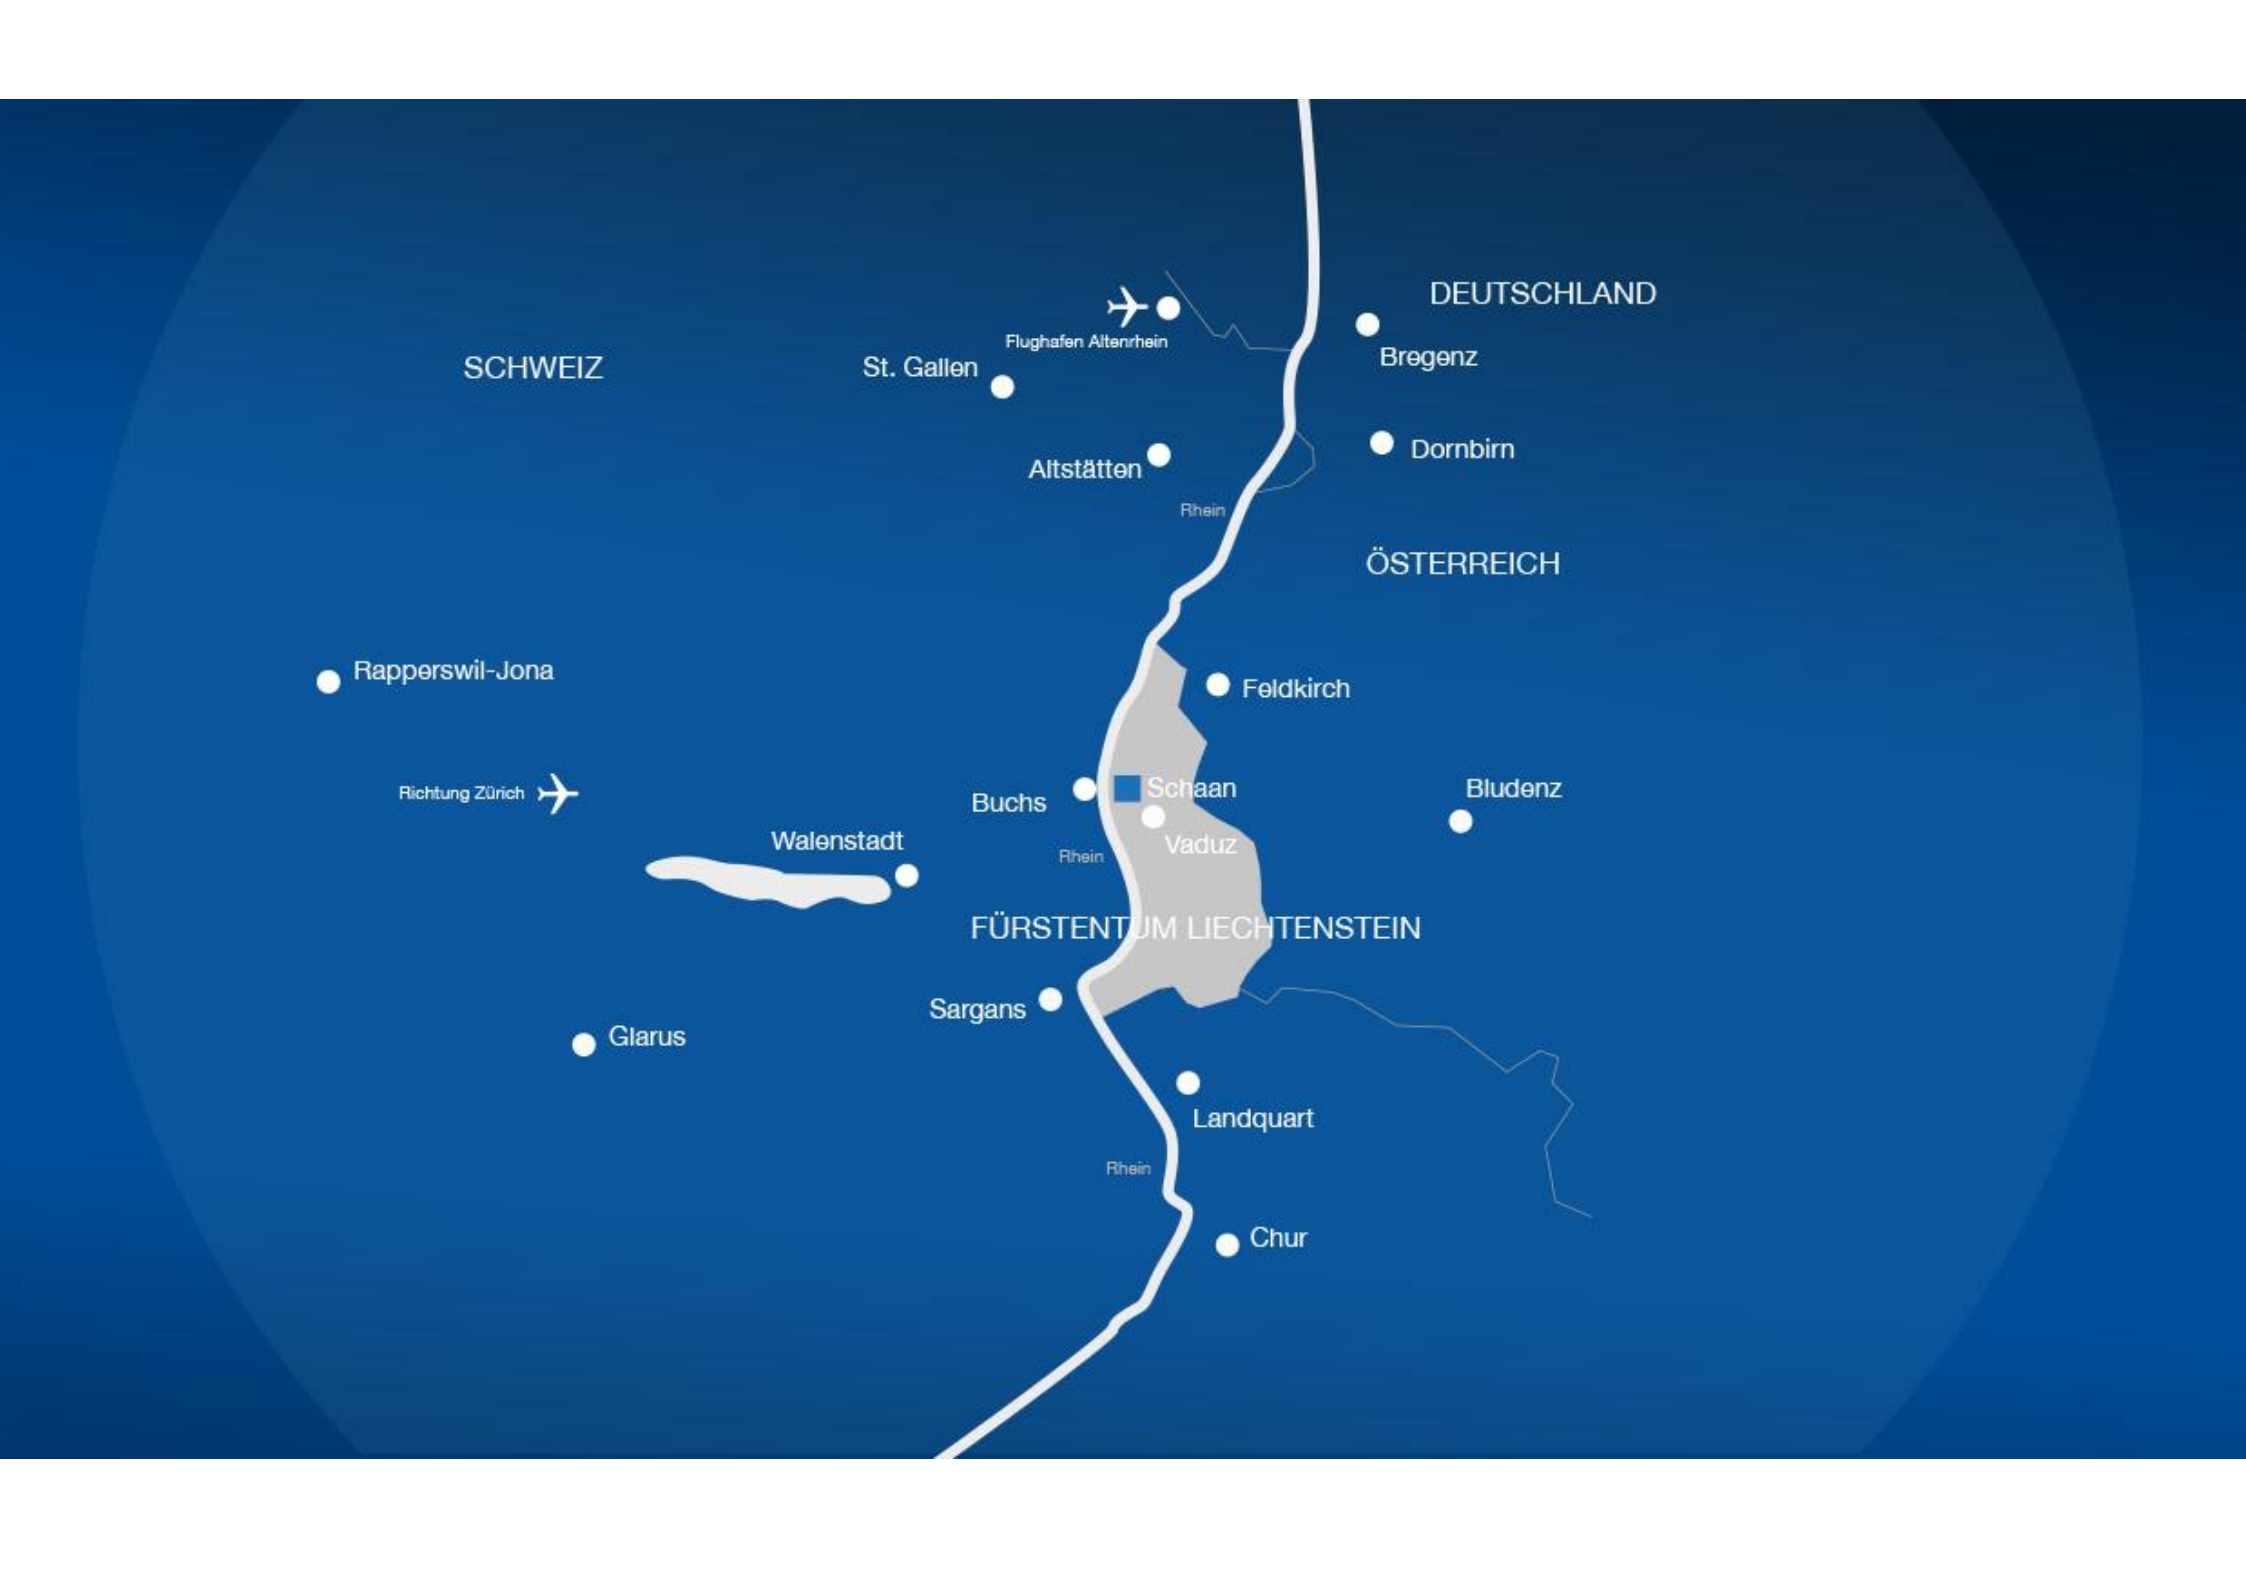 DEUTSCHLAND
Flughafen Altenrhein
Bregenz
SCHWEIZ
St. Gallen
Dornbirn
Altstätten
Rhein
ÖSTERREICH
Rapperswil-Jona
Feldkirch
Richtung Zürich
Buchs
Schaan
Bludenz
Walenstadt
Vaduz
Rhein
FÜRSTENTUM LIECHTENSTEIN
Sargans
Glarus
Landquart
Rhein
Chur